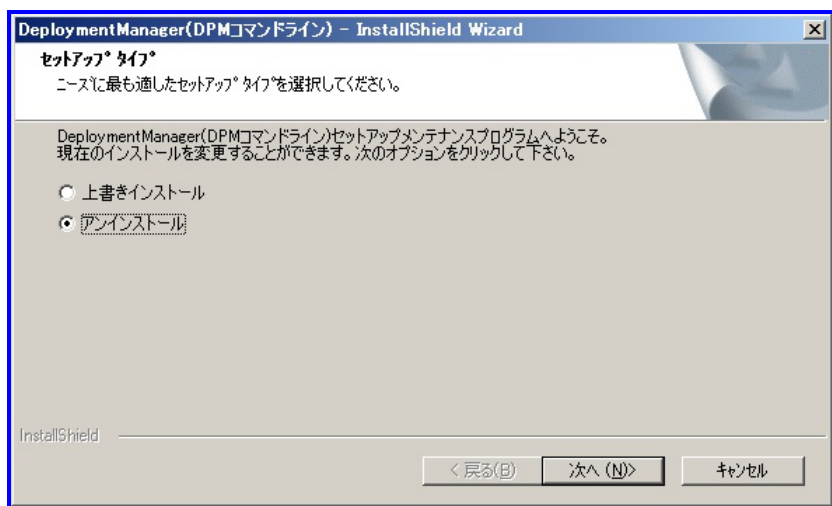 DeploymentManager(DPMコマンドライン) - InstallShield Wizard
セットアップ タイプ
ニーズに最も適したセットアップ タイプを選択してください。
DeploymentManager(DPMコマンドライン)セットアップメンテナンスプログラムへようこそ。
現在のインストールを変更することができます。次のオプションをクリックして下さい。
上書きインストール
アンインストール
InstallShield
< 戻る(B)
次へ (N)>
キャンセル